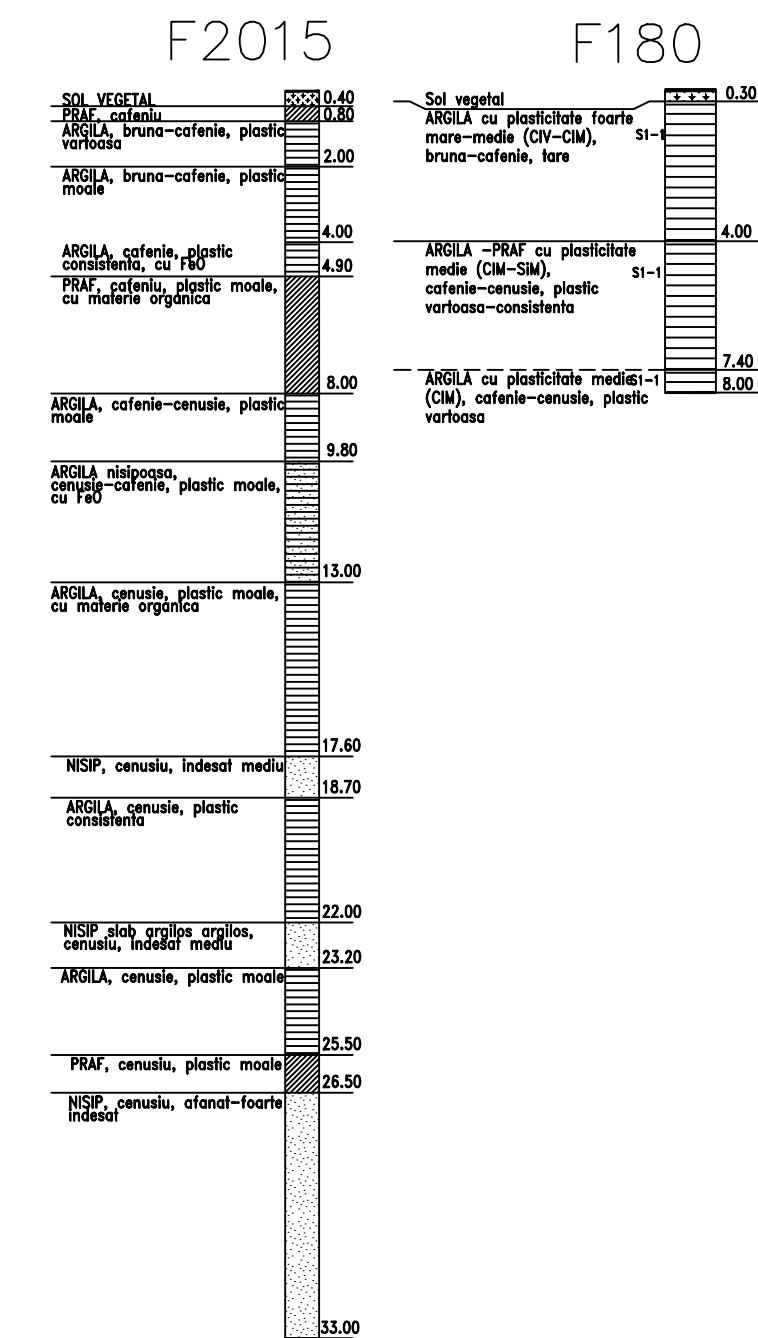 F2015
SOL VEGETAL 0.40
PRAF, cafeniu 0.80
ARGILA, bruna-cafenie, plastic
vartoasa
2.00
ARGILA, bruna-cafenie, plastic
moale
4.00
ARGILA, cafenie, plastic
consistenta, cu FeO
4.90
PRAF, cafeniu, plastic moale,
cu materie organica
8.00
ARGILA, cafenie-cenusie, plastic
moale
9.80
ARGILA nisipoasa,
cenusie-cafenie, plastic moale,
cu FeO
13.00
ARGILA, cenusie, plastic moale,
cu materie organica
17.60
NISIP, cenusiu, indesat mediu
18.70
ARGILA, cenusie, plastic
consistenta
22.00
NISIP slab argilos argilos,
cenusiu, indesat mediu
23.20
ARGILA, cenusie, plastic moale
25.50
PRAF, cenusiu, plastic moale
26.50
NISIP, cenusiu, afanat-foarte
indesat
33.00
F180
Sol vegetal 0.30
ARGILA cu plasticitate foarte
mare-medie (CIV-CIM), S1-1
bruna-cafenie, tare
4.00
ARGILA -PRAF cu plasticitate
medie (CIM-SiM), S1-1
cafenie-cenusie, plastic
vartoasa-consistenta
7.40
ARGILA cu plasticitate medie S1-1 8.00
(CIM), cafenie-cenusie, plastic
vartoasa